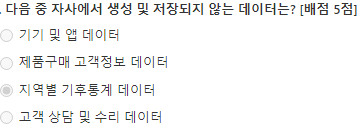 . 다음 중 자사에서 생성 및 저장되지 않는 데이터는? [배점 5점]
기기 및 앱 데이터
제품구매 고객정보 데이터
지역별 기후통계 데이터
고객 상담 및 수리 데이터